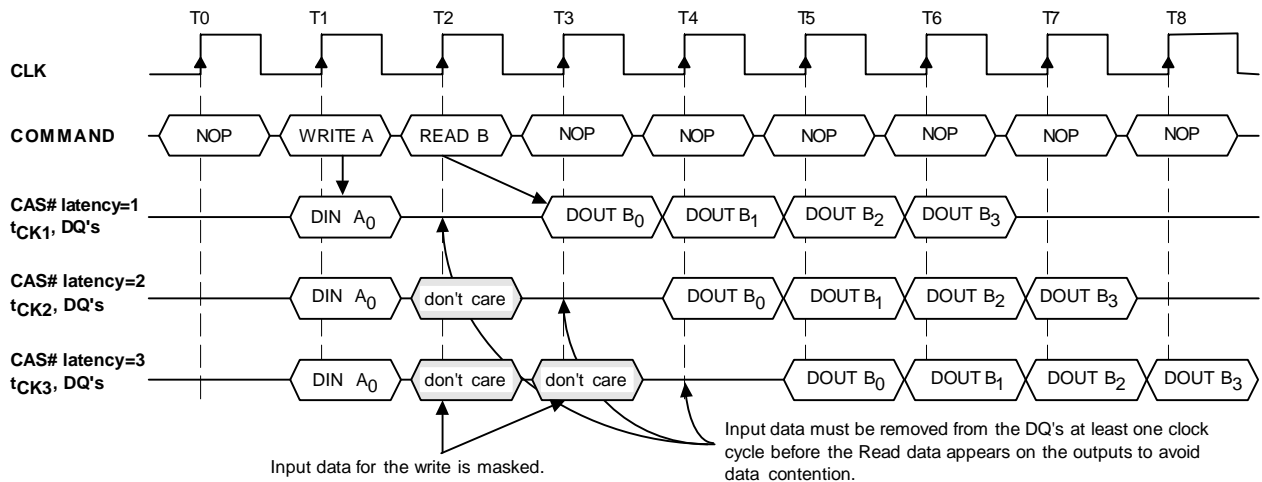 T0 T1 T2 T3 T4 T5 T6 T7 T8
CLK
COMMAND NOP WRITE A READ B NOP NOP NOP NOP NOP NOP
CAS# latency=1
tCK1, DQ's DIN A0 DOUT B0 DOUT B1 DOUT B2 DOUT B3
CAS# latency=2
tCK2, DQ's DIN A0 don't care DOUT B0 DOUT B1 DOUT B2 DOUT B3
CAS# latency=3
tCK3, DQ's DIN A0 don't care don't care DOUT B0 DOUT B1 DOUT B2 DOUT B3
Input data for the write is masked.
Input data must be removed from the DQ's at least one clock
cycle before the Read data appears on the outputs to avoid
data contention.